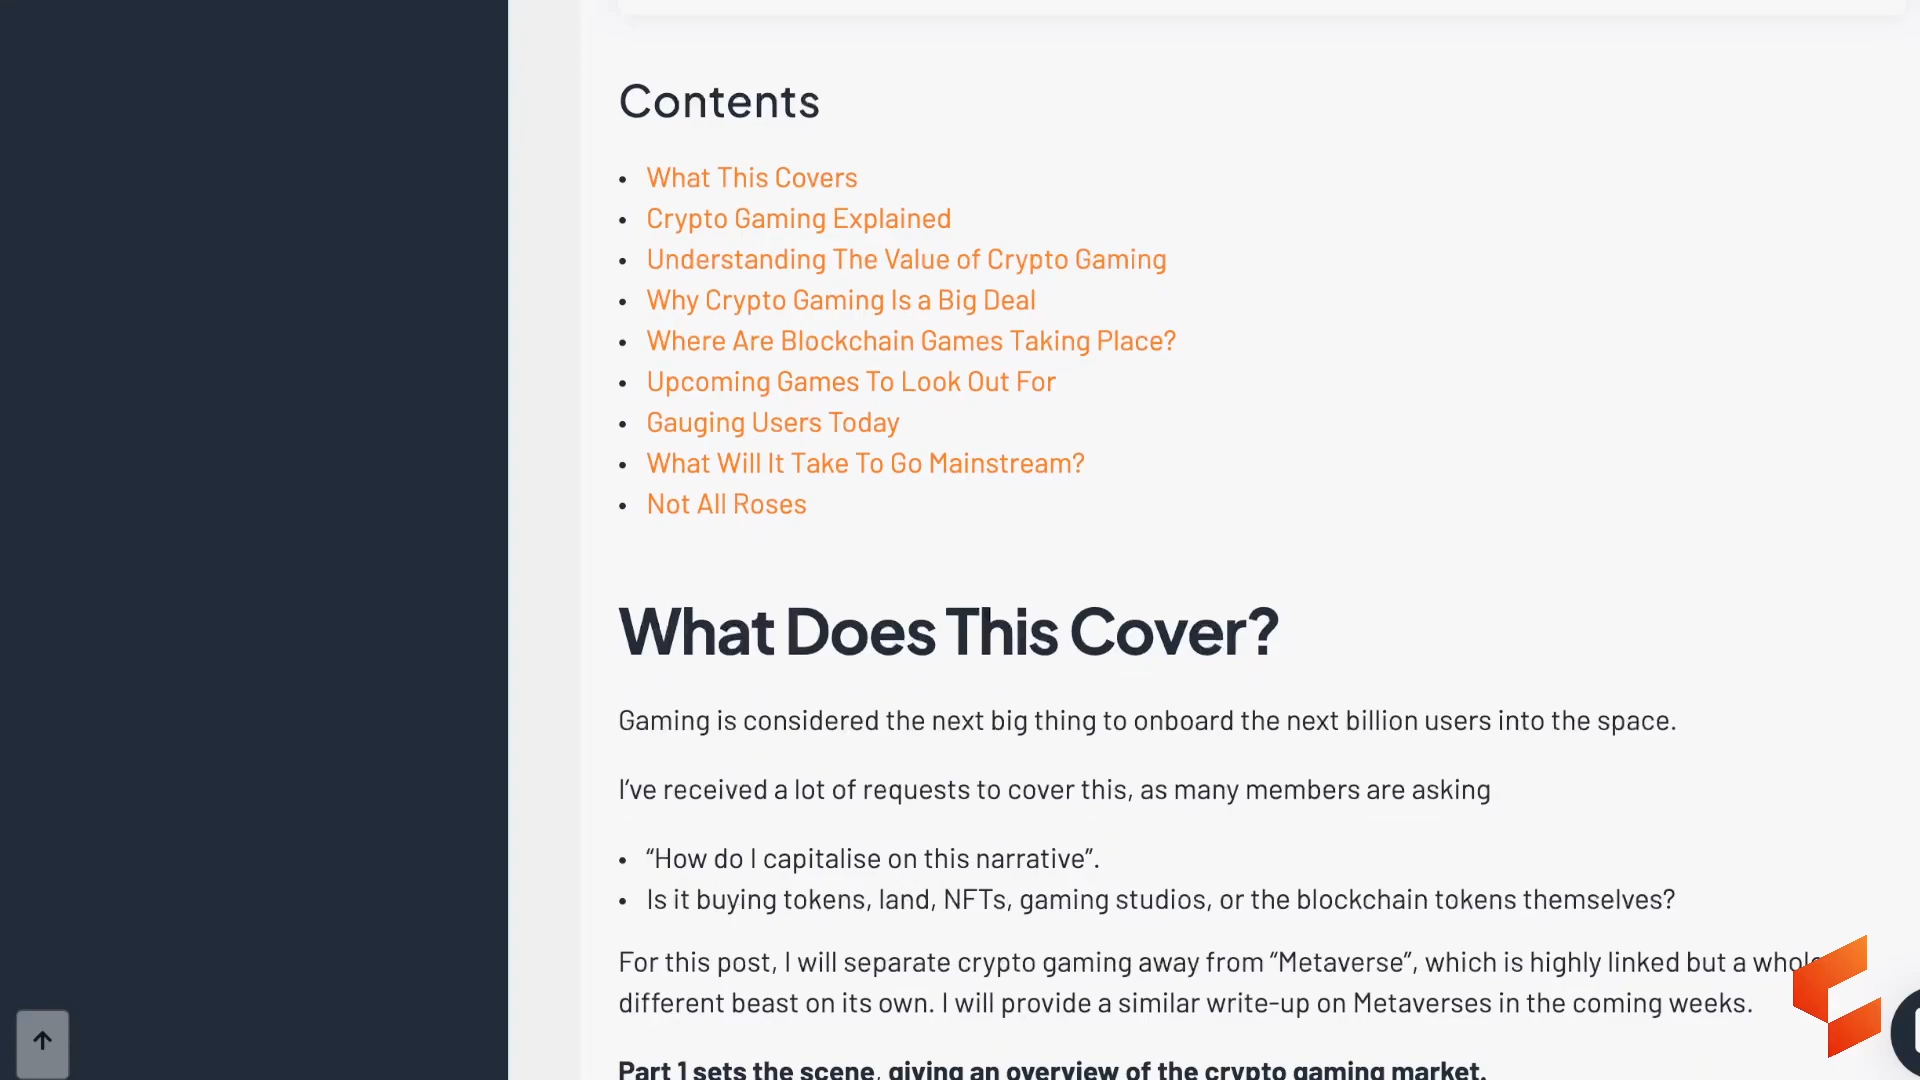 Contents
• What This Covers
• Crypto Gaming Explained
• Understanding The Value of Crypto Gaming
• Why Crypto Gaming Is a Big Deal
• Where Are Blockchain Games Taking Place?
• Upcoming Games To Look Out For
• Gauging Users Today
• What Will It Take To Go Mainstream?
• Not All Roses
What Does This Cover?
Gaming is considered the next big thing to onboard the next billion users into the space.
I’ve received a lot of requests to cover this, as many members are asking
• “How do I capitalise on this narrative”.
• Is it buying tokens, land, NFTs, gaming studios, or the blockchain tokens themselves?
For this post, I will separate crypto gaming away from “Metaverse”, which is highly linked but a whole
different beast on its own. I will provide a similar write-up on Metaverses in the coming weeks.
Part 1 sets the scene, giving an overview of the crypto gaming market.